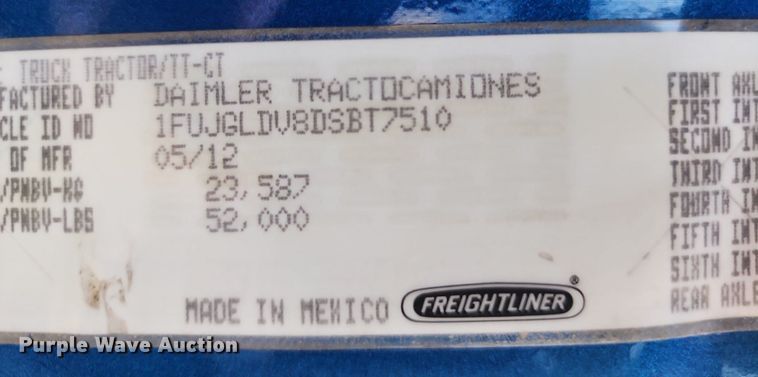 TRUCK TRACTOR/TT-CT
FACTURED BY DAIMLER TRACTOCAMIONES
CLE ID NO 1FUJGLDV8DSBT7510
OF MFR 05/12
/PNBV-KG 23,587
/PNBV-LBS 52,000
MADE IN MEXICO FREIGHTLINER®
FRONT AXL
FIRST INT
SECOND IN
THIRD INT
FOURTH IN
FIFTH INT
SIXTH INT
REAR AXLE
Purple Wave Auction